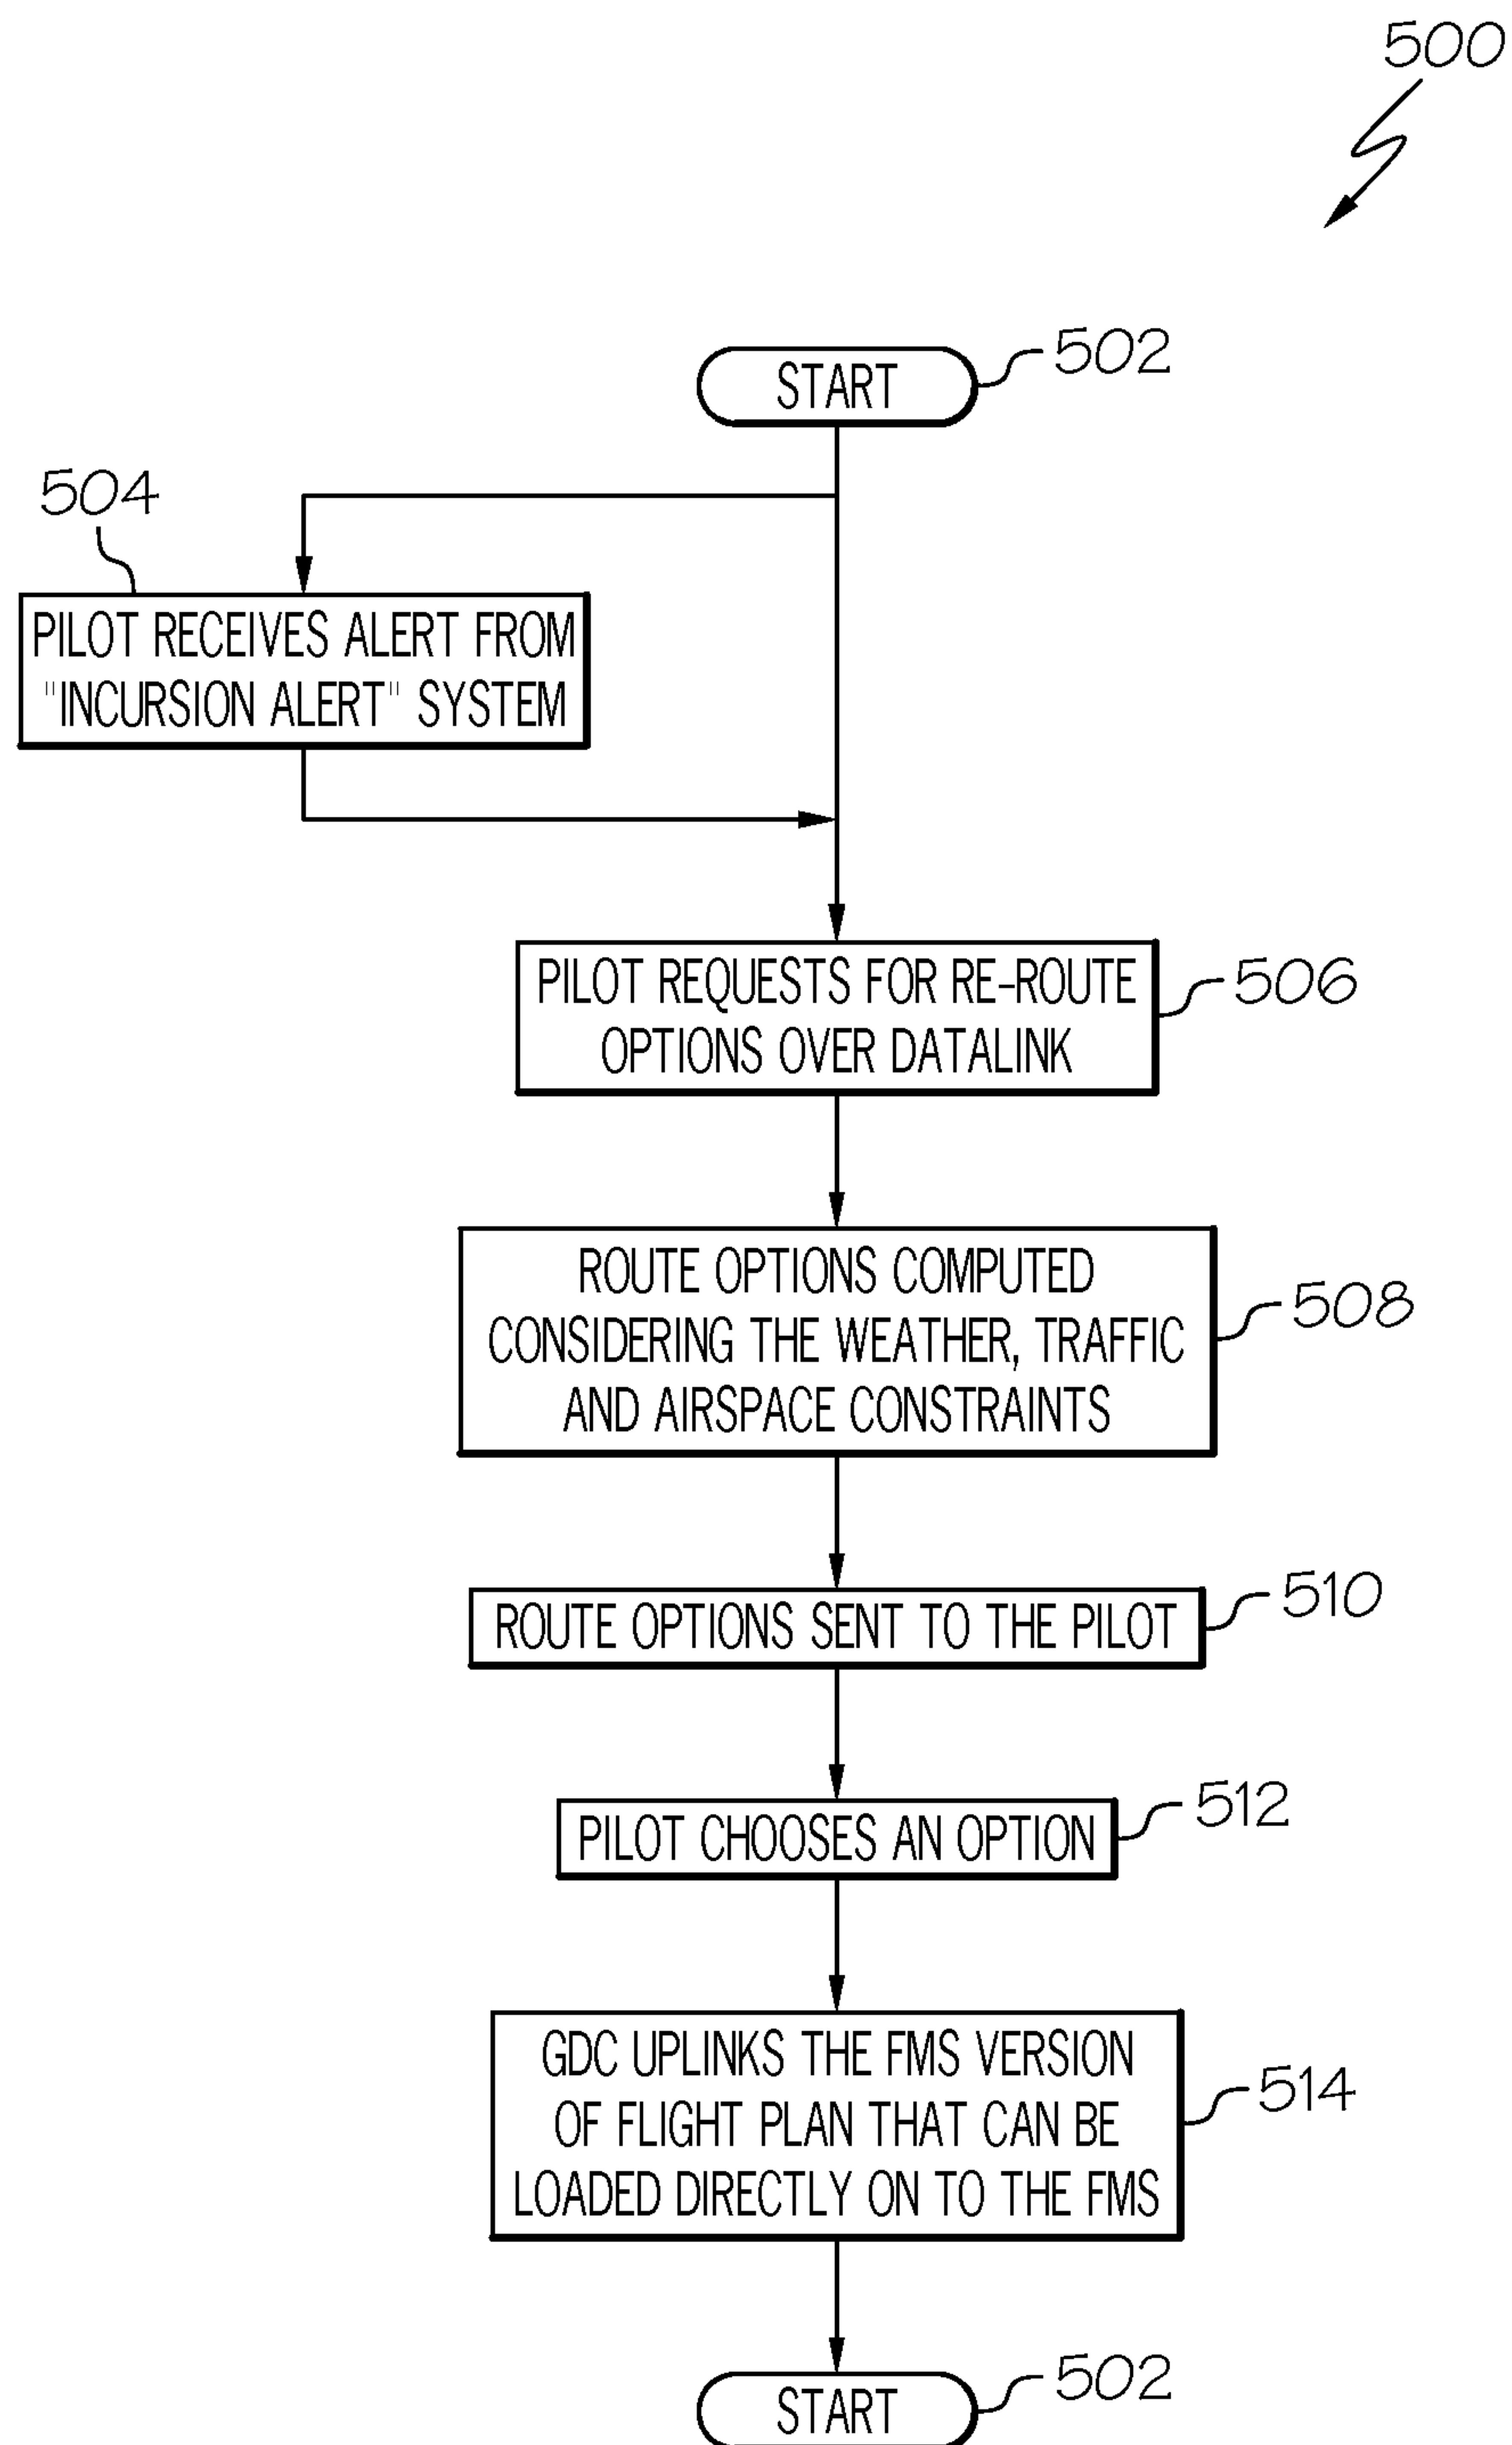 500
START
502
504
PILOT RECEIVES ALERT FROM
"INCURSION ALERT" SYSTEM
PILOT REQUESTS FOR RE-ROUTE
OPTIONS OVER DATALINK
506
ROUTE OPTIONS COMPUTED
CONSIDERING THE WEATHER, TRAFFIC
AND AIRSPACE CONSTRAINTS
508
ROUTE OPTIONS SENT TO THE PILOT
510
PILOT CHOOSES AN OPTION
512
GDC UPLINKS THE FMS VERSION
OF FLIGHT PLAN THAT CAN BE
LOADED DIRECTLY ON TO THE FMS
514
START
502